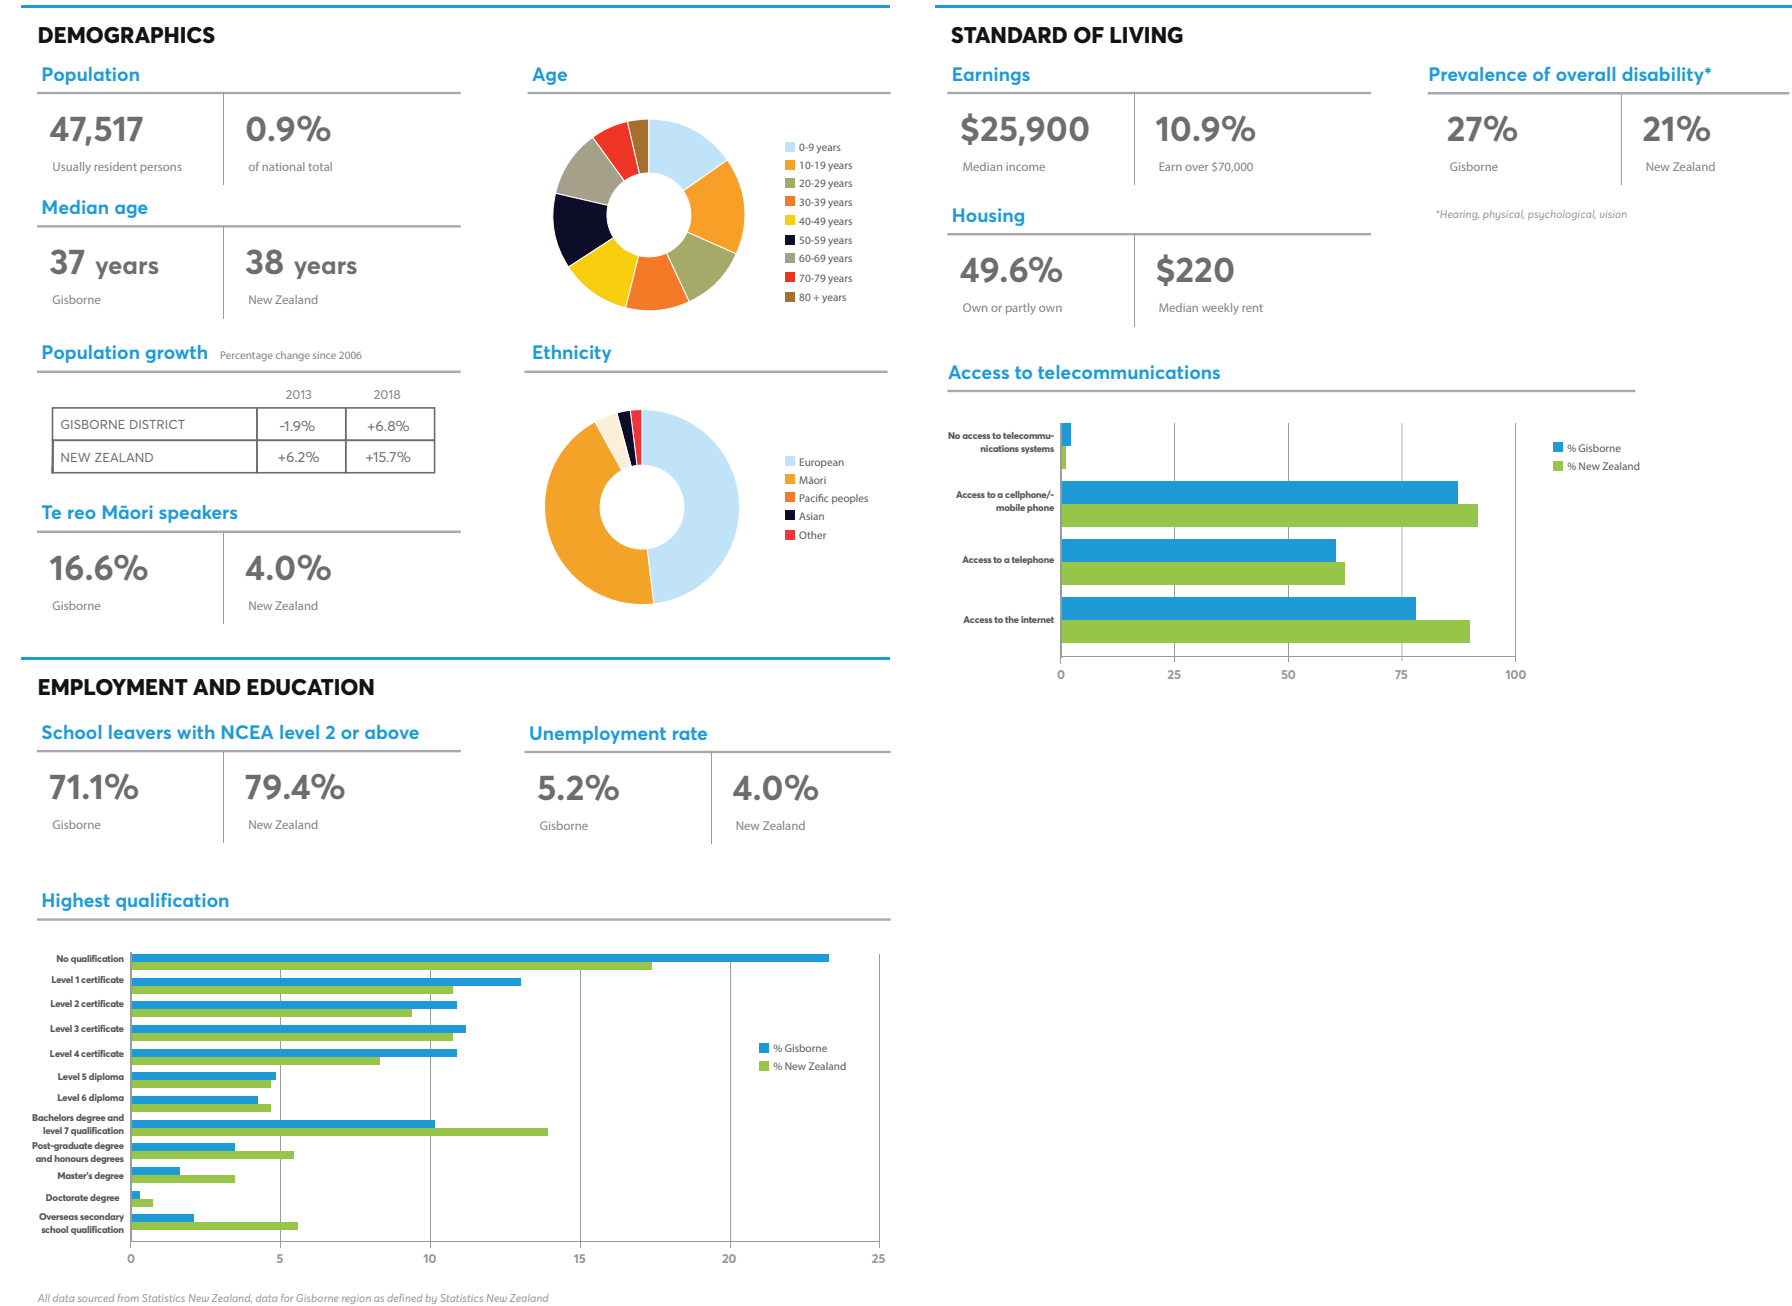 DEMOGRAPHICS
Population
47,517
Usually resident persons
0.9%
of national total
Median age
37 years
Gisborne
38 years
New Zealand
Population growth Percentage change since 2006
2013 2018
GISBORNE DISTRICT -1.9% +6.8%
NEW ZEALAND +6.2% +15.7%
Te reo Māori speakers
16.6%
Gisborne
4.0%
New Zealand
Age
0-9 years
10-19 years
20-29 years
30-39 years
40-49 years
50-59 years
60-69 years
70-79 years
80 + years
Ethnicity
European
Māori
Pacific peoples
Asian
Other
EMPLOYMENT AND EDUCATION
School leavers with NCEA level 2 or above
71.1%
Gisborne
79.4%
New Zealand
Unemployment rate
5.2%
Gisborne
4.0%
New Zealand
Highest qualification
No qualification
Level 1 certificate
Level 2 certificate
Level 3 certificate
Level 4 certificate
Level 5 diploma
Level 6 diploma
Bachelors degree and
level 7 qualification
Post-graduate degree
and honours degrees
Master's degree
Doctorate degree
Overseas secondary
school qualification
0 5 10 15 20 25
% Gisborne
% New Zealand
All data sourced from Statistics New Zealand, data for Gisborne region as defined by Statistics New Zealand
STANDARD OF LIVING
Earnings
$25,900
Median income
10.9%
Earn over $70,000
Prevalence of overall disability*
27%
Gisborne
21%
New Zealand
*Hearing, physical, psychological, vision
Housing
49.6%
Own or partly own
$220
Median weekly rent
Access to telecommunications
No access to telecommu-
nications systems
Access to a cellphone/-
mobile phone
Access to a telephone
Access to the internet
0 25 50 75 100
% Gisborne
% New Zealand